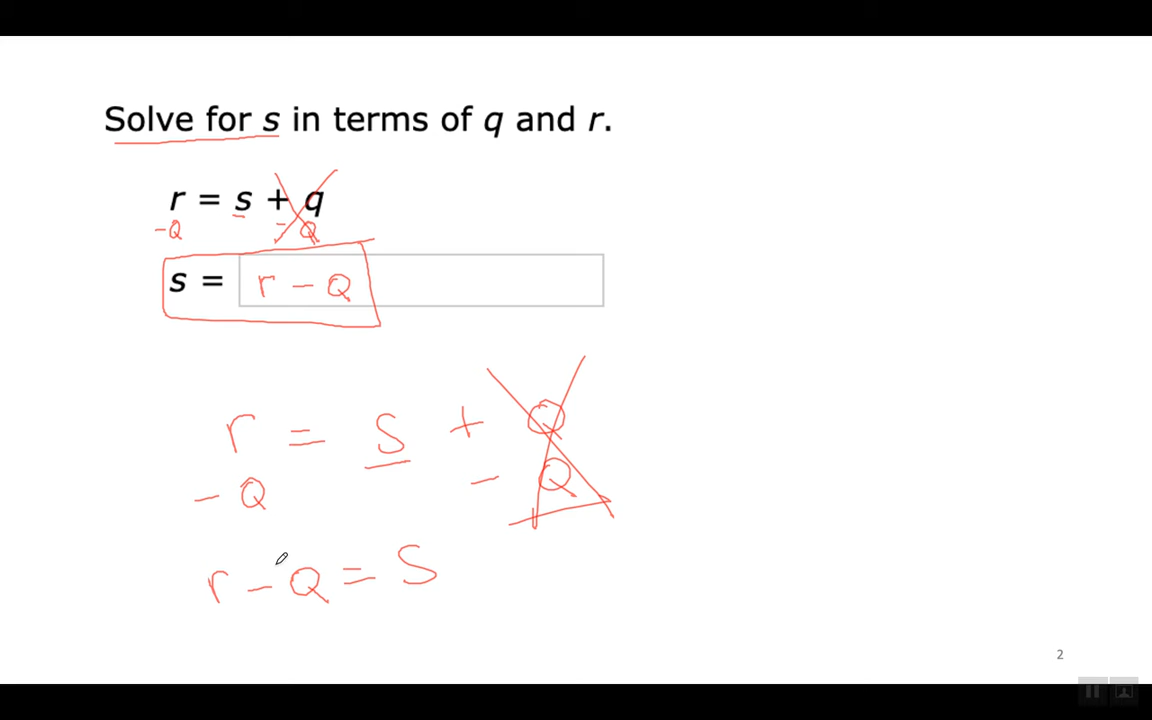 Solve for s in terms of q and r.
r = s + q
-Q - Q
s = r - Q
r = s + Q
- Q - Q
r - Q = S
2